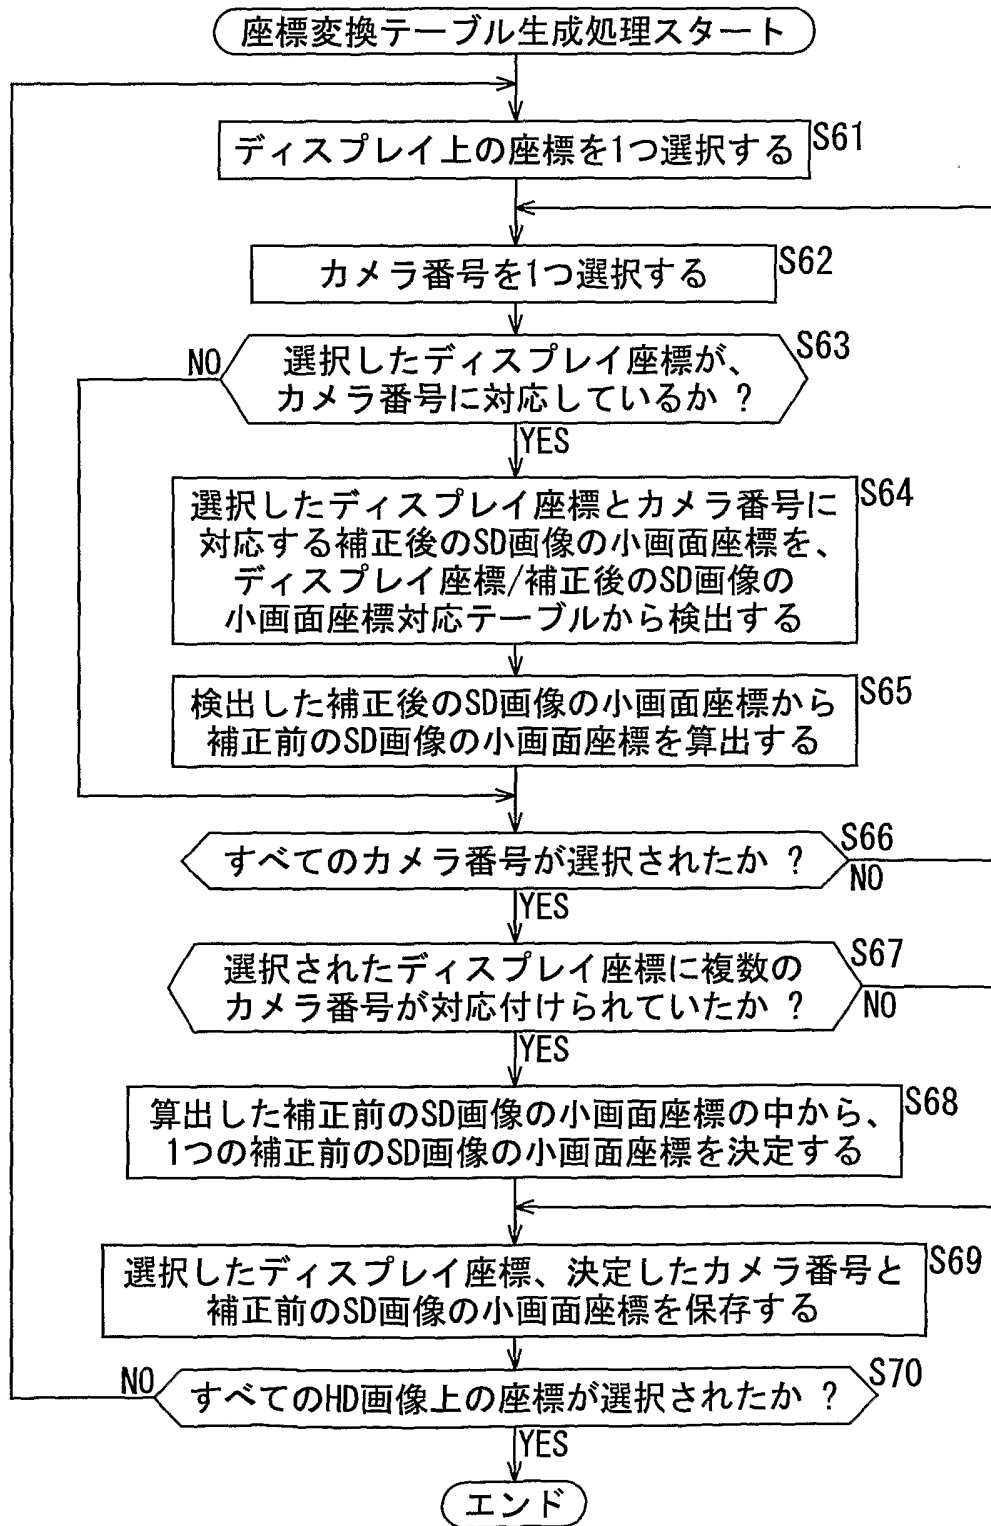 座標変換テーブル生成処理スタート
ディスプレイ上の座標を1つ選択する
S61
カメラ番号を1つ選択する
S62
選択したディスプレイ座標が、
カメラ番号に対応しているか ?
S63
NO
YES
選択したディスプレイ座標とカメラ番号に
対応する補正後のSD画像の小画面座標を、
ディスプレイ座標/補正後のSD画像の
小画面座標対応テーブルから検出する
S64
検出した補正後のSD画像の小画面座標から
補正前のSD画像の小画面座標を算出する
S65
すべてのカメラ番号が選択されたか ?
S66
NO
YES
選択されたディスプレイ座標に複数の
カメラ番号が対応付けられていたか ?
S67
NO
YES
算出した補正前のSD画像の小画面座標の中から、
1つの補正前のSD画像の小画面座標を決定する
S68
選択したディスプレイ座標、決定したカメラ番号と
補正前のSD画像の小画面座標を保存する
S69
NO
すべてのHD画像上の座標が選択されたか ?
S70
YES
エンド